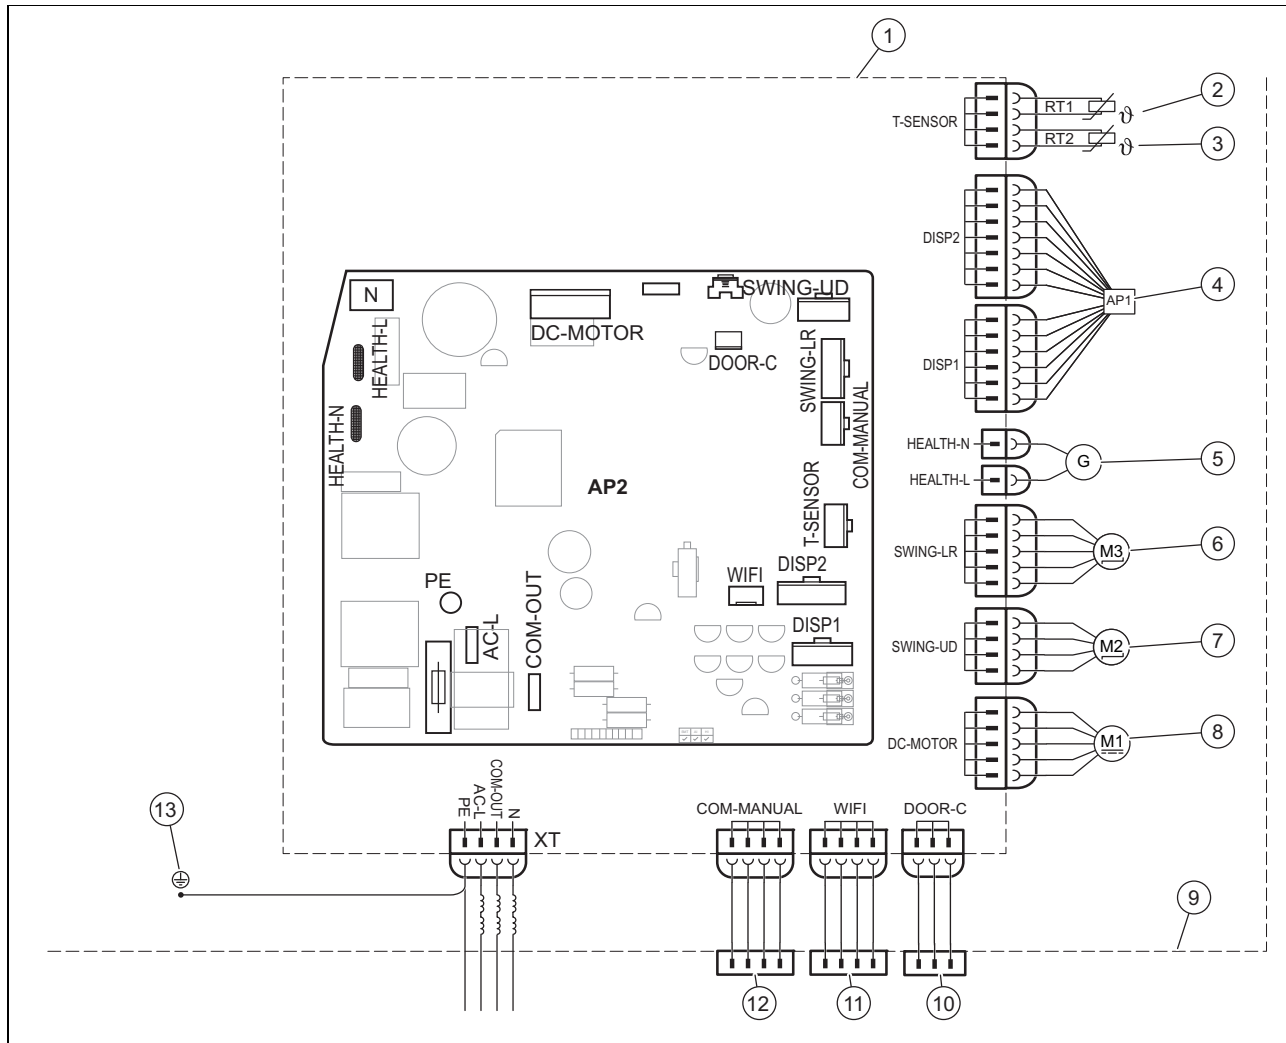 1
2
RT1
ϑ
T-SENSOR
RT2
ϑ
3
DISP2
AP1
4
DISP1
HEALTH-N
G
5
HEALTH-L
SWING-LR
M3
6
SWING-UD
M2
7
DC-MOTOR
M1
8
N
SWING-UD
DC-MOTOR
HEALTH-L
DOOR-C
SWING-LR
COM-MANUAL
HEALTH-N
AP2
T-SENSOR
PE
WIFI
DISP2
AC-L
COM-OUT
DISP1
PE
AC-L
COM-OUT
N
XT
COM-MANUAL
WIFI
DOOR-C
13
9
12
11
10